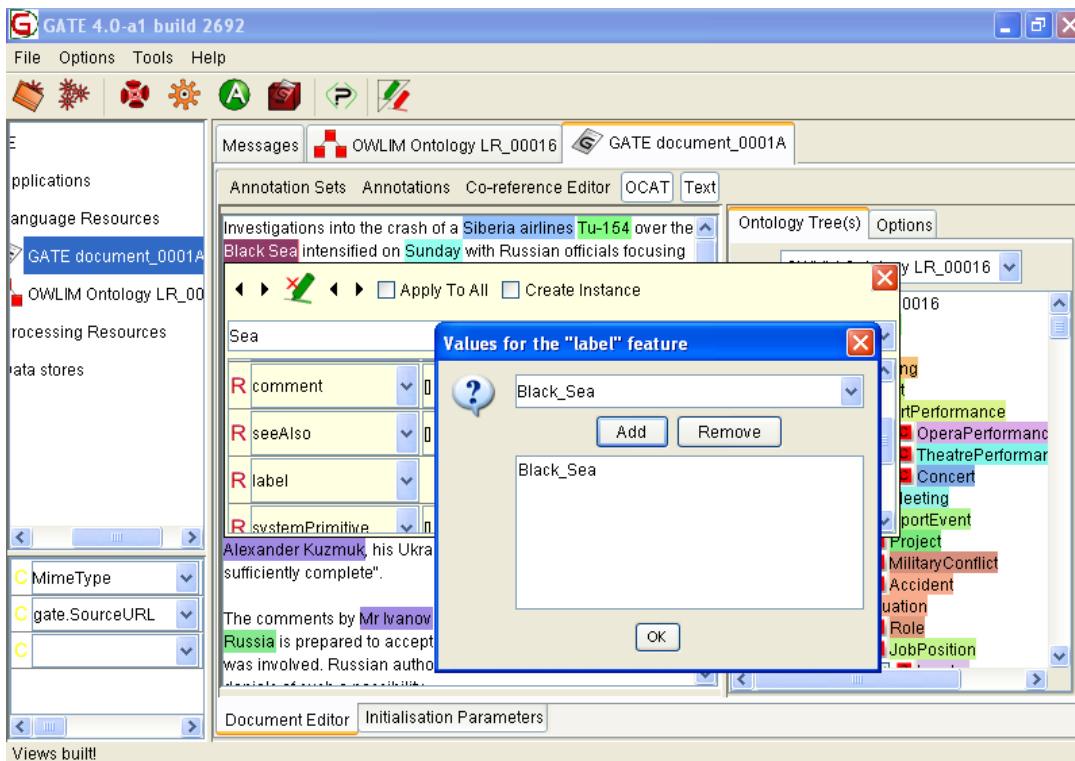 GATE 4.0-a1 build 2692
File Options Tools Help
pplications
anguage Resources
GATE document_0001A
OWLIM Ontology LR_00
rocessing Resources
ata stores
MimeType
gate.SourceURL
C
Messages OWLIM Ontology LR_00016 GATE document_0001A
Annotation Sets Annotations Co-reference Editor OCAT Text
Investigations into the crash of a Siberia airlines Tu-154 over the
Black Sea intensified on Sunday with Russian officials focusing
Apply To All Create Instance
Sea
R comment []
R seeAlso []
R label
R systemPrimitive []
Values for the "label" feature
Black_Sea
Add Remove
Black_Sea
OK
Alexander Kuzmuk, his Ukra
sufficiently complete".
The comments by Mr Ivanov
Russia is prepared to accept
was involved. Russian autho
Ontology Tree(s) Options
y LR_00016
0016
ng
t
rtPerformance
C OperaPerformanc
C TheatrePerformar
C Concert
leeting
portEvent
Project
MilitaryConflict
Accident
uation
Role
JobPosition
Document Editor Initialisation Parameters
Views built!